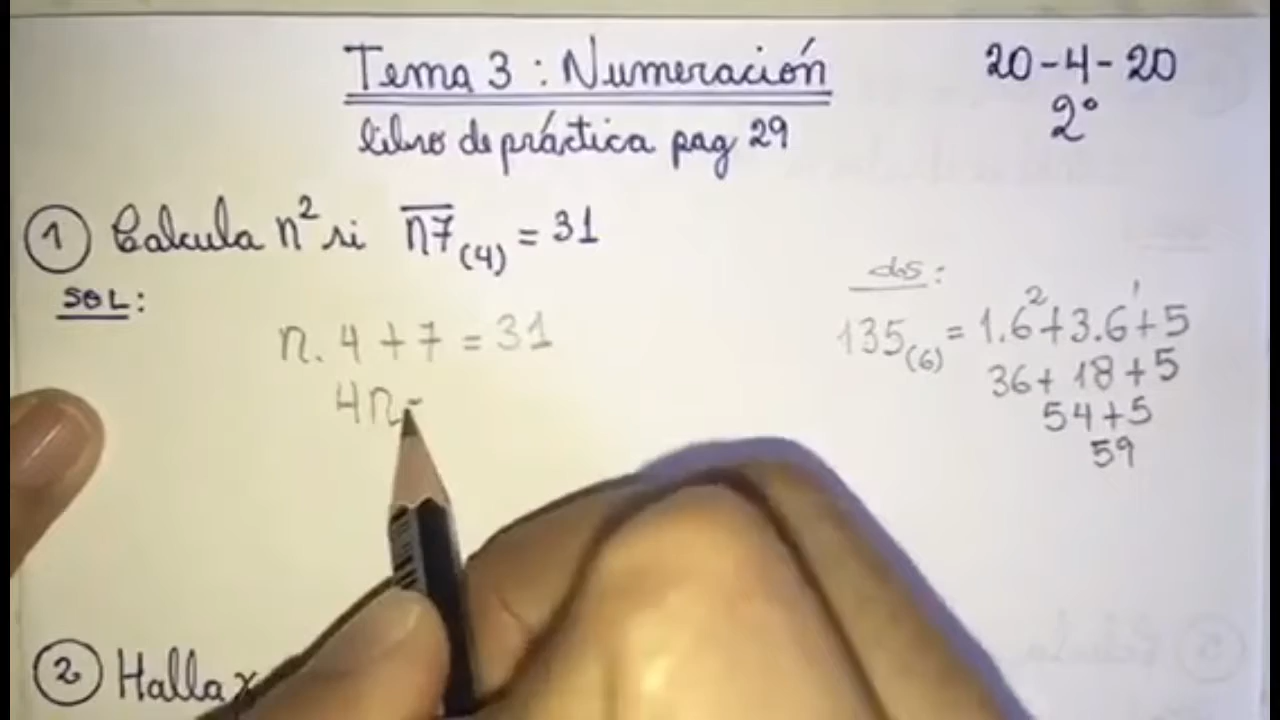 Tema 3 : Numeración
20-4-20
2°
libro de práctica pag 29
1 Calcula n² si n7(4) = 31
SOL:
n. 4 + 7 = 31
4n =
obs:
135(6) = 1.6² + 3.6¹ + 5
36 + 18 + 5
54 + 5
59
2 Halla x